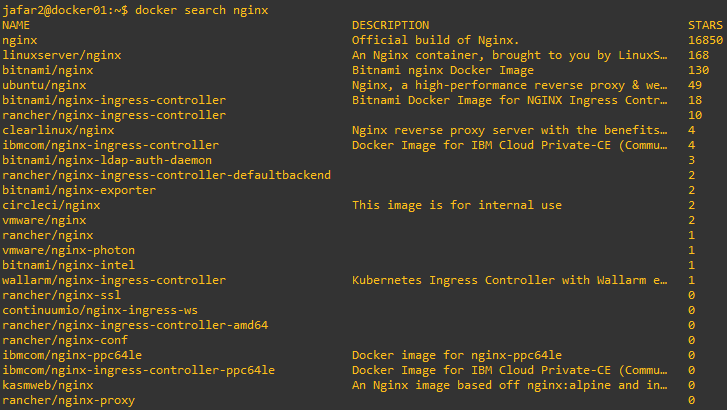 jafar2@docker01:~$ docker search nginx
NAME DESCRIPTION STARS
nginx Official build of Nginx. 16850
linuxserver/nginx An Nginx container, brought to you by LinuxS… 168
bitnami/nginx Bitnami nginx Docker Image 130
ubuntu/nginx Nginx, a high-performance reverse proxy & we… 49
bitnami/nginx-ingress-controller Bitnami Docker Image for NGINX Ingress Contr… 18
rancher/nginx-ingress-controller 10
clearlinux/nginx Nginx reverse proxy server with the benefits… 4
ibmcom/nginx-ingress-controller Docker Image for IBM Cloud Private-CE (Commu… 4
bitnami/nginx-ldap-auth-daemon 3
rancher/nginx-ingress-controller-defaultbackend 2
bitnami/nginx-exporter 2
circleci/nginx This image is for internal use 2
vmware/nginx 2
rancher/nginx 1
vmware/nginx-photon 1
bitnami/nginx-intel 1
wallarm/nginx-ingress-controller Kubernetes Ingress Controller with Wallarm e… 1
rancher/nginx-ssl 0
continuumio/nginx-ingress-ws 0
rancher/nginx-ingress-controller-amd64 0
rancher/nginx-conf 0
ibmcom/nginx-ppc64le Docker image for nginx-ppc64le 0
ibmcom/nginx-ingress-controller-ppc64le Docker Image for IBM Cloud Private-CE (Commu… 0
kasmweb/nginx An Nginx image based off nginx:alpine and in… 0
rancher/nginx-proxy 0